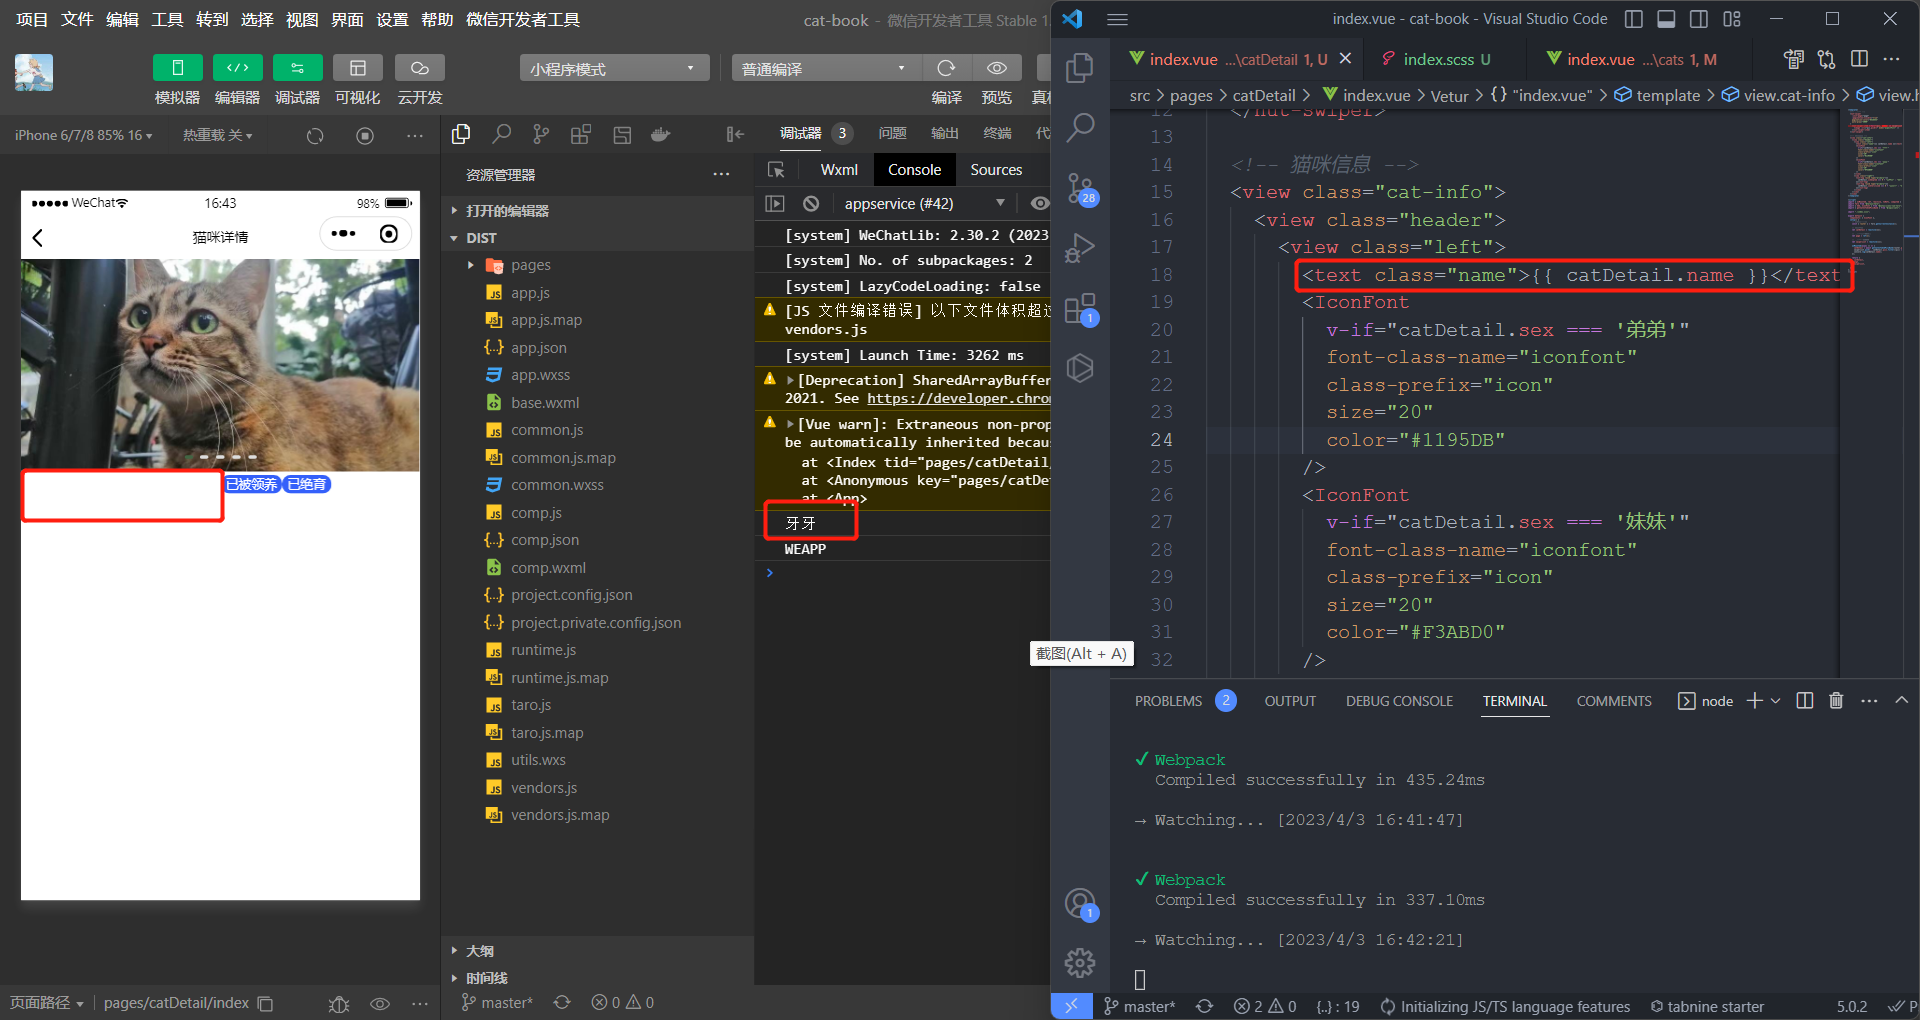 项目 文件 编辑 工具 转到 选择 视图 界面 设置 帮助 微信开发者工具
cat-book - 微信开发者工具 Stable 1.
模拟器 编辑器 调试器 可视化 云开发
小程序模式
普通编译
编译 预览
iPhone 6/7/8 85% 16
热重载 关
WeChat
16:43
98%
猫咪详情
已被领养 已绝育
页面路径
pages/catDetail/index
资源管理器
打开的编辑器
DIST
pages
app.js
app.js.map
app.json
app.wxss
base.wxml
common.js
common.js.map
common.wxss
comp.js
comp.json
comp.wxml
project.config.json
project.private.config.json
runtime.js
runtime.js.map
taro.js
taro.js.map
utils.wxs
vendors.js
vendors.js.map
大纲
时间线
master*
0 0
调试器 3 问题 输出 终端
Wxml Console Sources
appservice (#42)
[system] WeChatLib: 2.30.2 (2023
[system] No. of subpackages: 2
[system] LazyCodeLoading: false
[JS 文件编译错误] 以下文件体积超
vendors.js
[system] Launch Time: 3262 ms
[Deprecation] SharedArrayBuffer
2021. See https://developer.chro
[Vue warn]: Extraneous non-prop
be automatically inherited becau
at <Index tid="pages/catDetail/
at <Anonymous key="pages/catDe
at <App>
牙牙
WEAPP
>
截图(Alt + A)
index.vue - cat-book - Visual Studio Code
index.vue ...\catDetail 1, U
index.scss U
index.vue ...\cats 1, M
src > pages > catDetail > index.vue > Vetur > {} "index.vue" > template > view.cat-info > view.h
28
1
1
12 </nut-swiper>
13
14 <!-- 猫咪信息 -->
15 <view class="cat-info">
16 <view class="header">
17 <view class="left">
18 <text class="name">{{ catDetail.name }}</text
19 <IconFont
20 v-if="catDetail.sex === '弟弟'"
21 font-class-name="iconfont"
22 class-prefix="icon"
23 size="20"
24 color="#1195DB"
25 />
26 <IconFont
27 v-if="catDetail.sex === '妹妹'"
28 font-class-name="iconfont"
29 class-prefix="icon"
30 size="20"
31 color="#F3ABD0"
32 />
PROBLEMS 2 OUTPUT DEBUG CONSOLE TERMINAL COMMENTS
node
✓ Webpack
Compiled successfully in 435.24ms
→ Watching... [2023/4/3 16:41:47]
✓ Webpack
Compiled successfully in 337.10ms
→ Watching... [2023/4/3 16:42:21]
master*
2 0
{..} : 19
Initializing JS/TS language features
tabnine starter
5.0.2
P